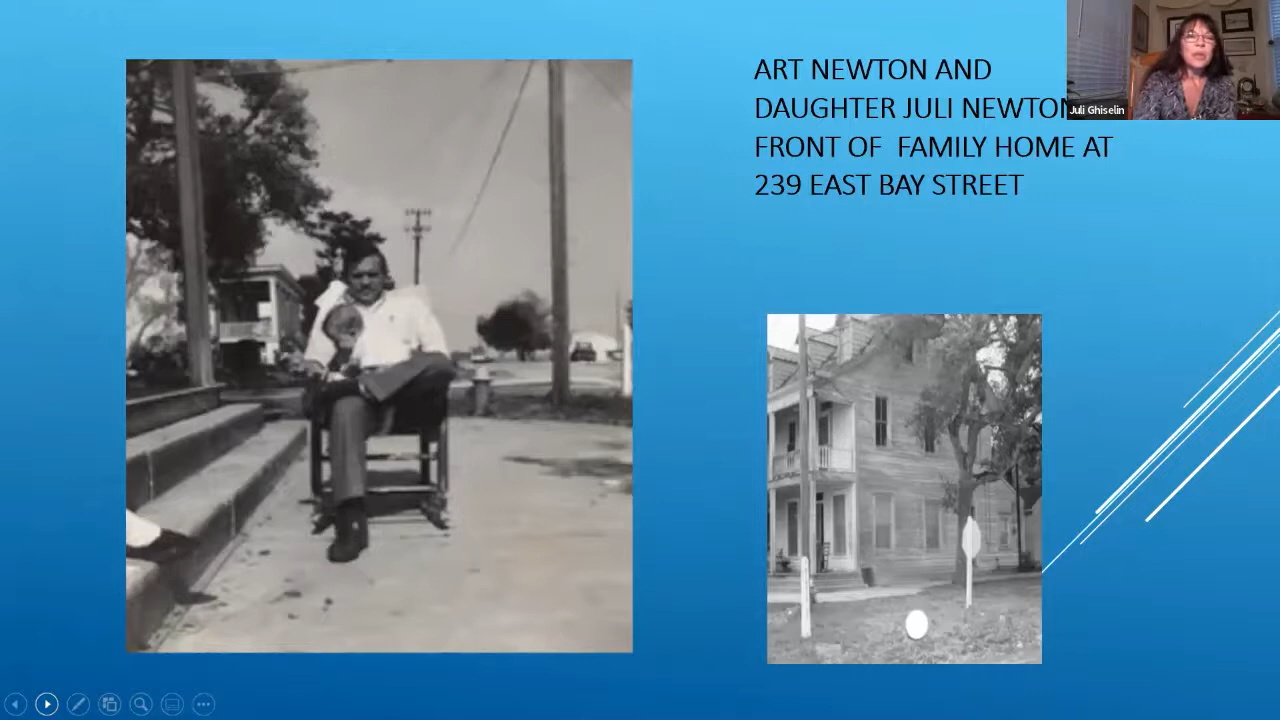 ART NEWTON AND
DAUGHTER JULI NEWTON
FRONT OF FAMILY HOME AT
239 EAST BAY STREET
Juli Ghiselin